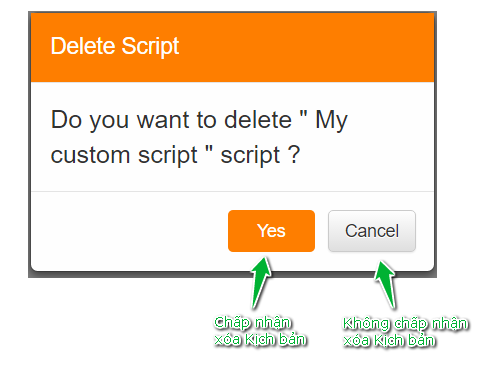 Delete Script
Do you want to delete " My
custom script " script ?
Yes
Cancel
Chấp nhận
xóa Kịch bản
Không chấp nhận
xóa Kịch bản